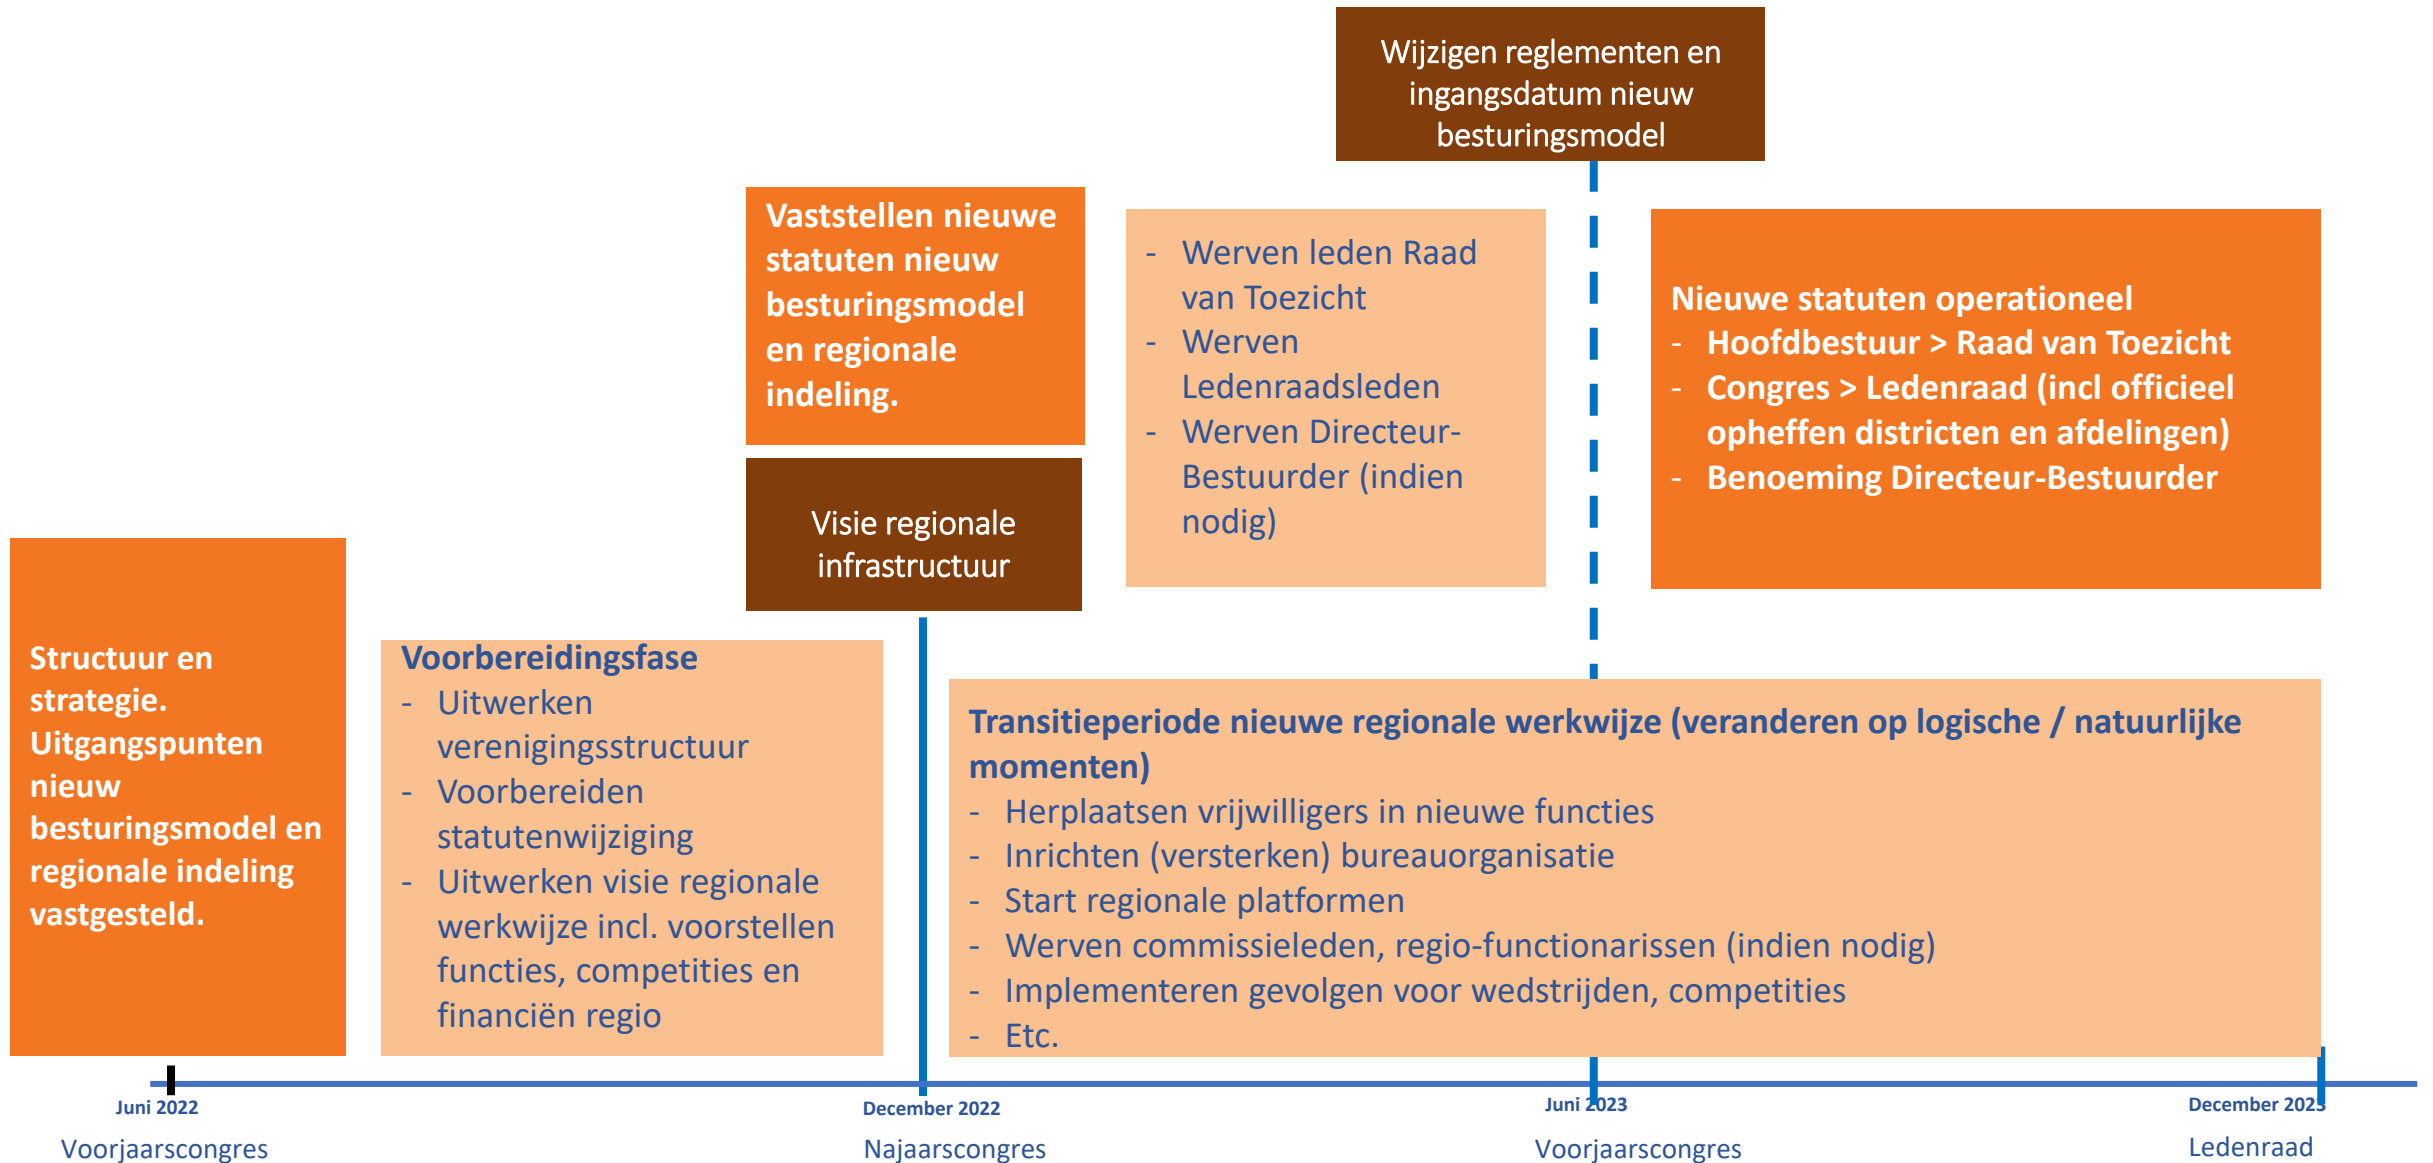 Wijzigen reglementen en
ingangsdatum nieuw
besturingsmodel
Vaststellen nieuwe
statuten nieuw
besturingsmodel
en regionale
indeling.
Visie regionale
infrastructuur
- Werven leden Raad
van Toezicht
- Werven
Ledenraadsleden
- Werven Directeur-
Bestuurder (indien
nodig)
Nieuwe statuten operationeel
- Hoofdbestuur > Raad van Toezicht
- Congres > Ledenraad (incl officieel
opheffen districten en afdelingen)
- Benoeming Directeur-Bestuurder
Structuur en
strategie.
Uitgangspunten
nieuw
besturingsmodel en
regionale indeling
vastgesteld.
Voorbereidingsfase
- Uitwerken
verenigingsstructuur
- Voorbereiden
statutenwijziging
- Uitwerken visie regionale
werkwijze incl. voorstellen
functies, competities en
financiën regio
Transitieperiode nieuwe regionale werkwijze (veranderen op logische / natuurlijke
momenten)
- Herplaatsen vrijwilligers in nieuwe functies
- Inrichten (versterken) bureauorganisatie
- Start regionale platformen
- Werven commissieleden, regio-functionarissen (indien nodig)
- Implementeren gevolgen voor wedstrijden, competities
- Etc.
Juni 2022
Voorjaarscongres
December 2022
Najaarscongres
Juni 2023
Voorjaarscongres
December 2023
Ledenraad